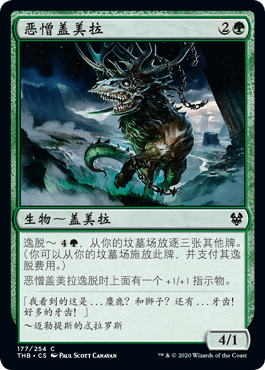 恶憎盖美拉 2
生物～盖美拉
逸脱～4，从你的坟墓场放逐三张其他牌。
（你可以从你的坟墓场施放此牌，并支付其逸
脱费用。）
恶憎盖美拉逸脱时上面有一个+1/+1指示物。
「我看到的这是…麋鹿？和狮子？还有…牙齿！
好多的牙齿！」
～迈勒提斯的忒拉罗斯
4/1
177/254 C
THB • CS PAUL SCOTT CANAVAN
™ & © 2020 Wizards of the Coast